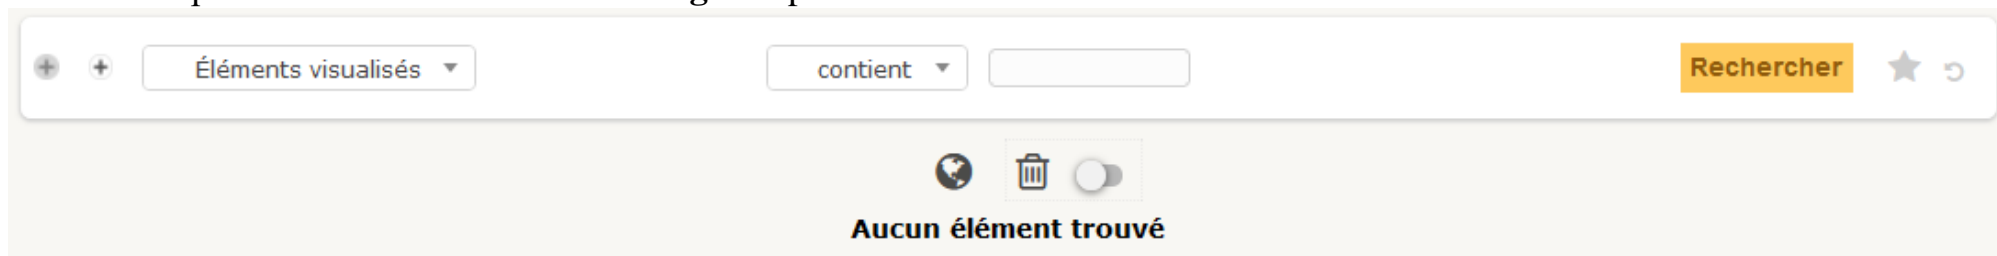 Éléments visualisés
contient
Rechercher
Aucun élément trouvé